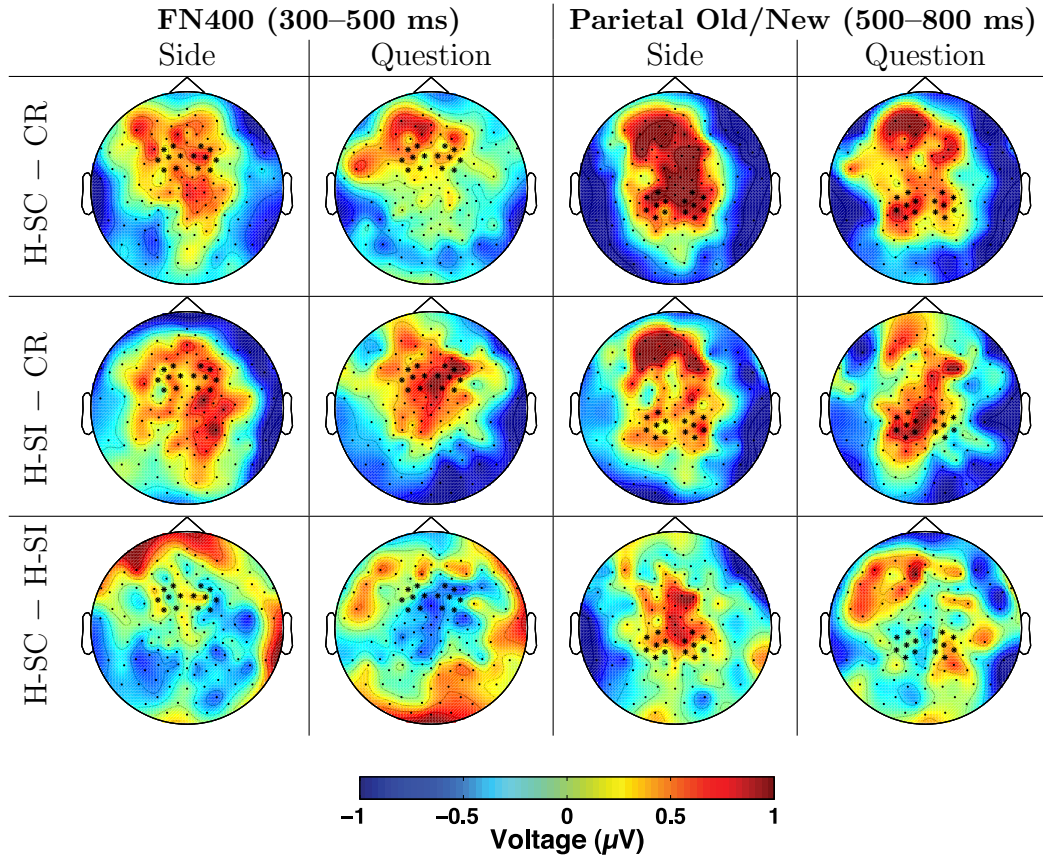 FN400 (300–500 ms) Parietal Old/New (500–800 ms)
Side Question Side Question
H-SC – CR
H-SI – CR
H-SC – H-SI
−1 −0.5 0 0.5 1
Voltage (µV)